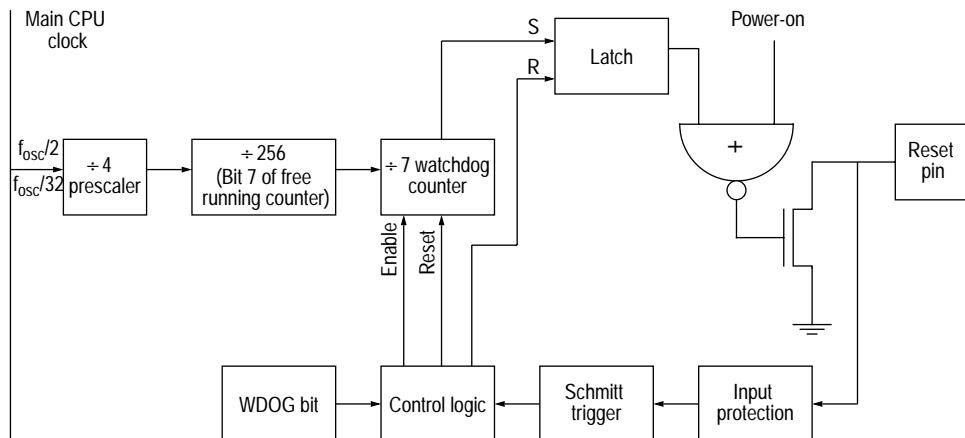 Main CPU
clock
Power-on
S
R
Latch
+
fosc/2
fosc/32
÷ 4
prescaler
÷ 256
(Bit 7 of free
running counter)
÷ 7 watchdog
counter
Reset
pin
Enable
Reset
WDOG bit
Control logic
Schmitt
trigger
Input
protection